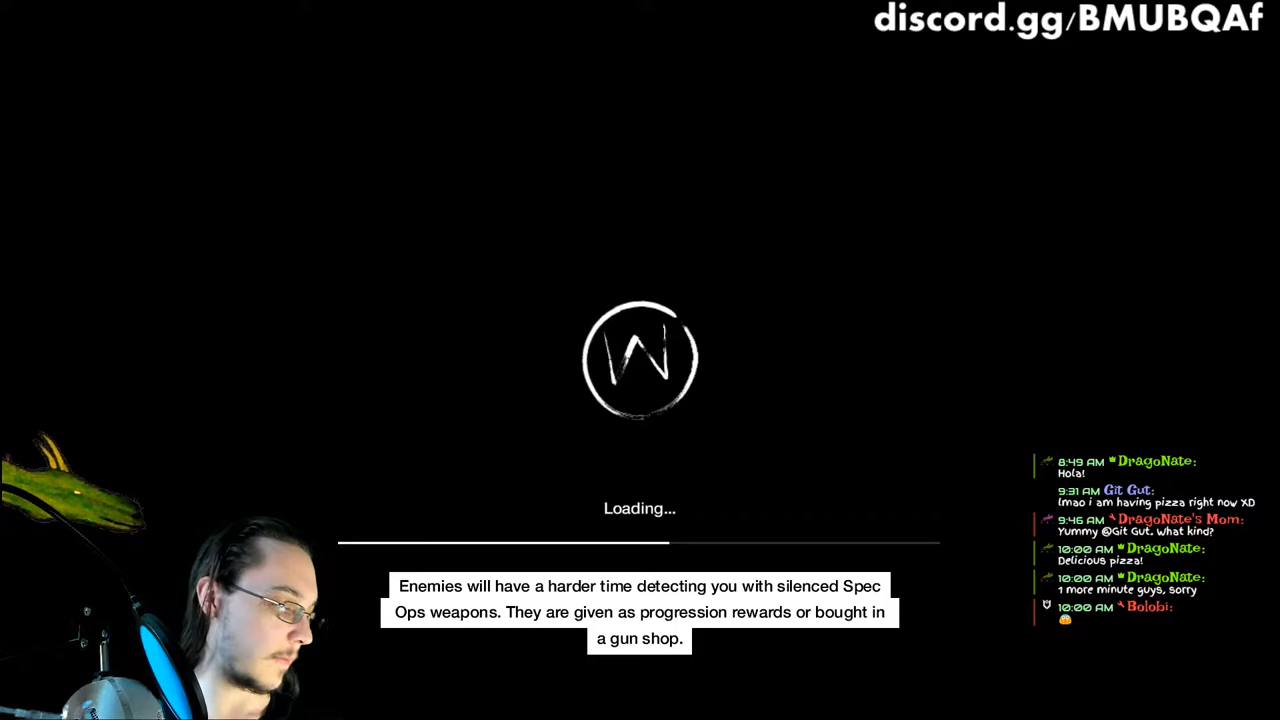 discord.gg/BMUBQAf
W
Loading...
Enemies will have a harder time detecting you with silenced Spec
Ops weapons. They are given as progression rewards or bought in
a gun shop.
8:49 AM DragoNate:
Hola!
9:31 AM Git Gut:
lmao i am having pizza right now XD
9:46 AM DragoNate's Mom:
Yummy @Git Gut. What kind?
10:00 AM DragoNate:
Delicious pizza!
10:00 AM DragoNate:
1 more minute guys, sorry
10:00 AM Bolobi: